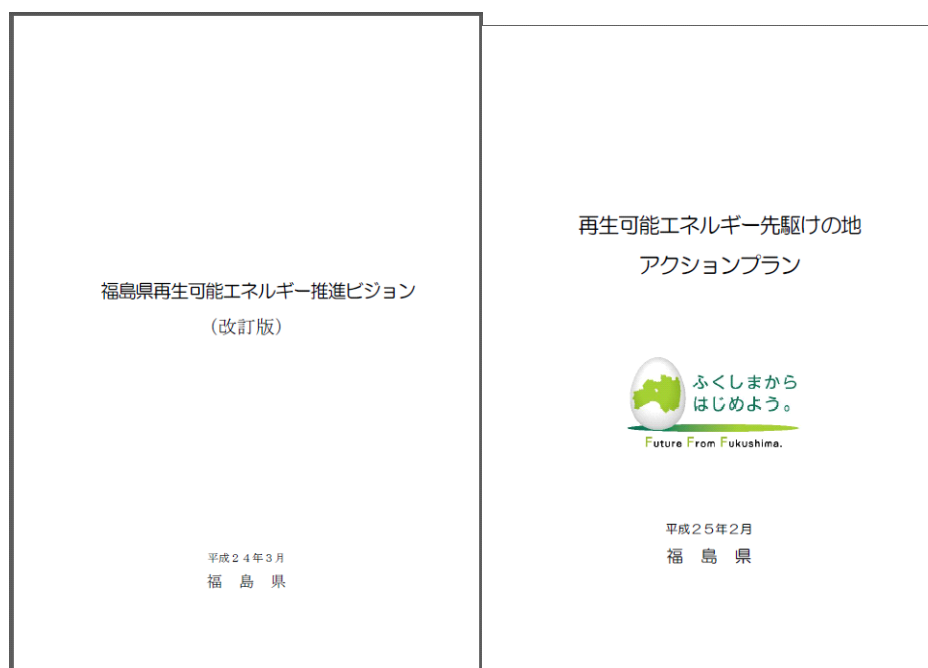 福島県再生可能エネルギー推進ビジョン
（改訂版）
平成２４年３月
福　島　県
再生可能エネルギー先駆けの地
アクションプラン
ふくしまから
はじめよう。
Future From Fukushima.
平成２５年２月
福　島　県